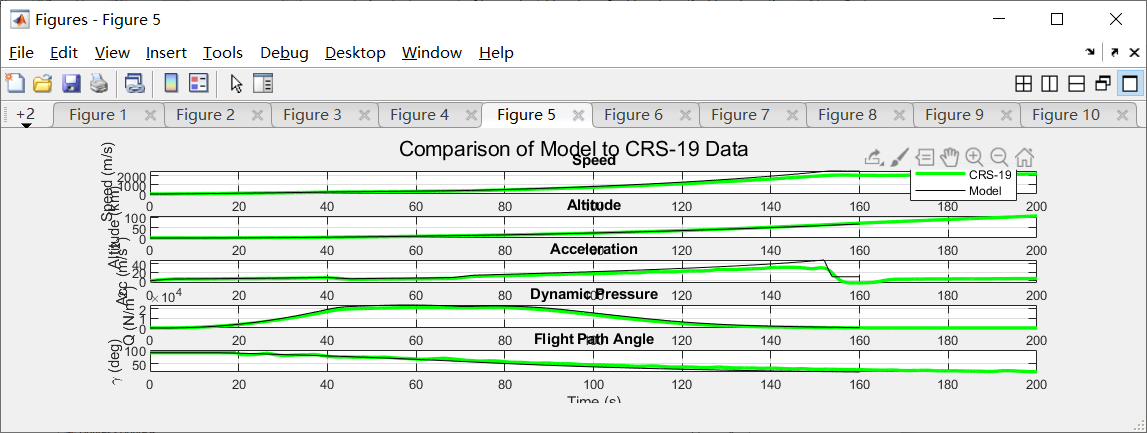 Figures - Figure 5
File Edit View Insert Tools Debug Desktop Window Help
+2 Figure 1 Figure 2 Figure 3 Figure 4 Figure 5 Figure 6 Figure 7 Figure 8 Figure 9 Figure 10
Comparison of Model to CRS-19 Data
Speed
Speed (m/s)
2000
1000
0
0 20 40 60 80 100 120 140 160 180 200
CRS-19
Model
Altitude
Altitude (km)
100
50
0
0 20 40 60 80 100 120 140 160 180 200
Acceleration
Acc (m/s²)
40
20
0
0 20 40 60 80 100 120 140 160 180 200
Dynamic Pressure
× 10⁴
Q (N/m²)
2
1
0
0 20 40 60 80 100 120 140 160 180 200
Flight Path Angle
γ (deg)
100
50
0 20 40 60 80 100 120 140 160 180 200
Time (s)